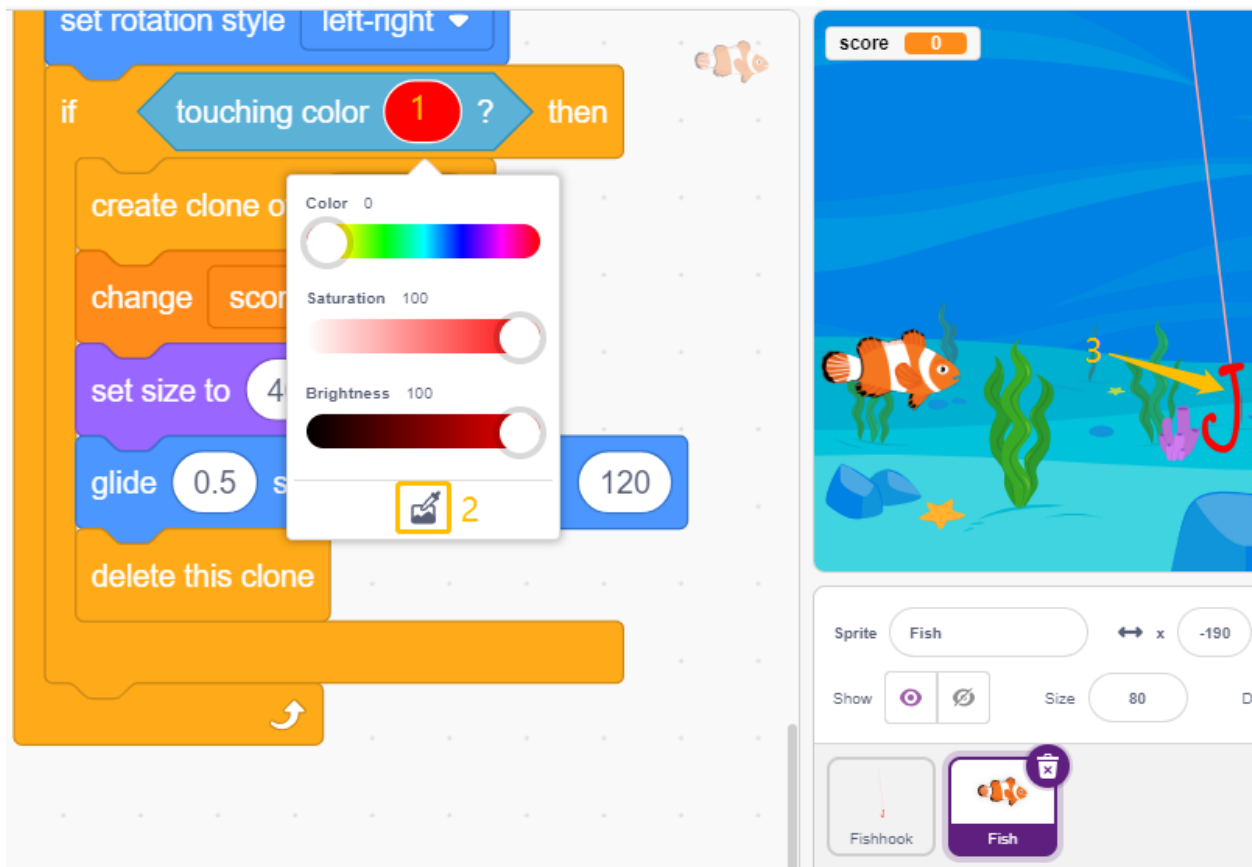 set rotation style left-right
if touching color 1 ? then
create clone o
change scor
set size to 4
glide 0.5 s 120
delete this clone
Color 0
Saturation 100
Brightness 100
2
score 0
3
Sprite Fish x -190
Show Size 80 D
Fishhook Fish